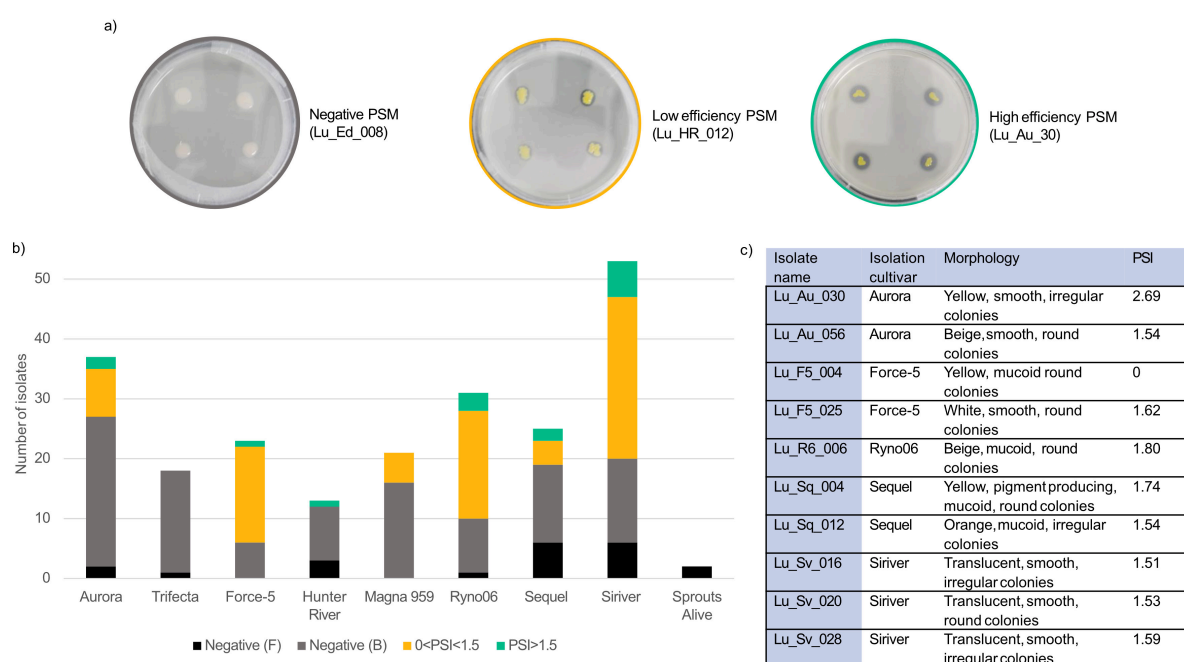 a)
Negative PSM
(Lu_Ed_008)
Low efficiency PSM
(Lu_HR_012)
High efficiency PSM
(Lu_Au_30)
b)
Number of isolates
50
40
30
20
10
0
Aurora
Trifecta
Force-5
Hunter
River
Magna 959
Ryno06
Sequel
Siriver
Sprouts
Alive
Negative (F)
Negative (B)
0<PSI<1.5
PSI>1.5
c)
Isolate
name
Isolation
cultivar
Morphology
PSI
Lu_Au_030
Aurora
Yellow, smooth, irregular
colonies
2.69
Lu_Au_056
Aurora
Beige, smooth, round
colonies
1.54
Lu_F5_004
Force-5
Yellow, mucoid round
colonies
0
Lu_F5_025
Force-5
White, smooth, round
colonies
1.62
Lu_R6_006
Ryno06
Beige, mucoid, round
colonies
1.80
Lu_Sq_004
Sequel
Yellow, pigment producing,
mucoid, round colonies
1.74
Lu_Sq_012
Sequel
Orange, mucoid, irregular
colonies
1.54
Lu_Sv_016
Siriver
Translucent, smooth,
irregular colonies
1.51
Lu_Sv_020
Siriver
Translucent, smooth,
round colonies
1.53
Lu_Sv_028
Siriver
Translucent, smooth,
irregular colonies
1.59